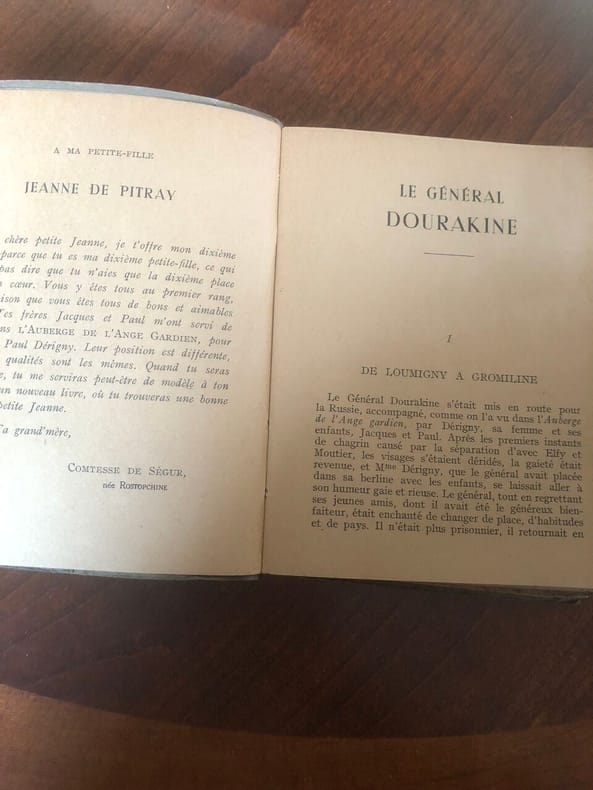 A MA PETITE-FILLE
JEANNE DE PITRAY
chère petite Jeanne, je t'offre mon dixième
parce que tu es ma dixième petite-fille, ce qui
pas dire que tu n'aies que la dixième place
cœur. Vous y êtes tous au premier rang,
ison que vous êtes tous de bons et aimables
es frères Jacques et Paul m'ont servi de
ns L'AUBERGE DE L'ANGE GARDIEN, pour
Paul Dérigny. Leur position est différente,
qualités sont les mêmes. Quand tu seras
e, tu me serviras peut-être de modèle à ton
un nouveau livre, où tu trouveras une bonne
petite Jeanne.
a grand'mère,
COMTESSE DE SÉGUR,
née ROSTOPCHINE
LE GÉNÉRAL
DOURAKINE
I
DE LOUMIGNY A GROMILINE
Le Général Dourakine s'était mis en route pour
la Russie, accompagné, comme on l'a vu dans l'Auberge
de l'Ange gardien, par Dérigny, sa femme et ses
enfants, Jacques et Paul. Après les premiers instants
de chagrin causé par la séparation d'avec Elfy et
Moutier, les visages s'étaient déridés, la gaieté était
revenue, et Mme Dérigny, que le général avait placée
dans sa berline avec les enfants, se laissait aller à
son humeur gaie et rieuse. Le général, tout en regrettant
ses jeunes amis, dont il avait été le généreux bien-
faiteur, était enchanté de changer de place, d'habitudes
et de pays. Il n'était plus prisonnier, il retournait en